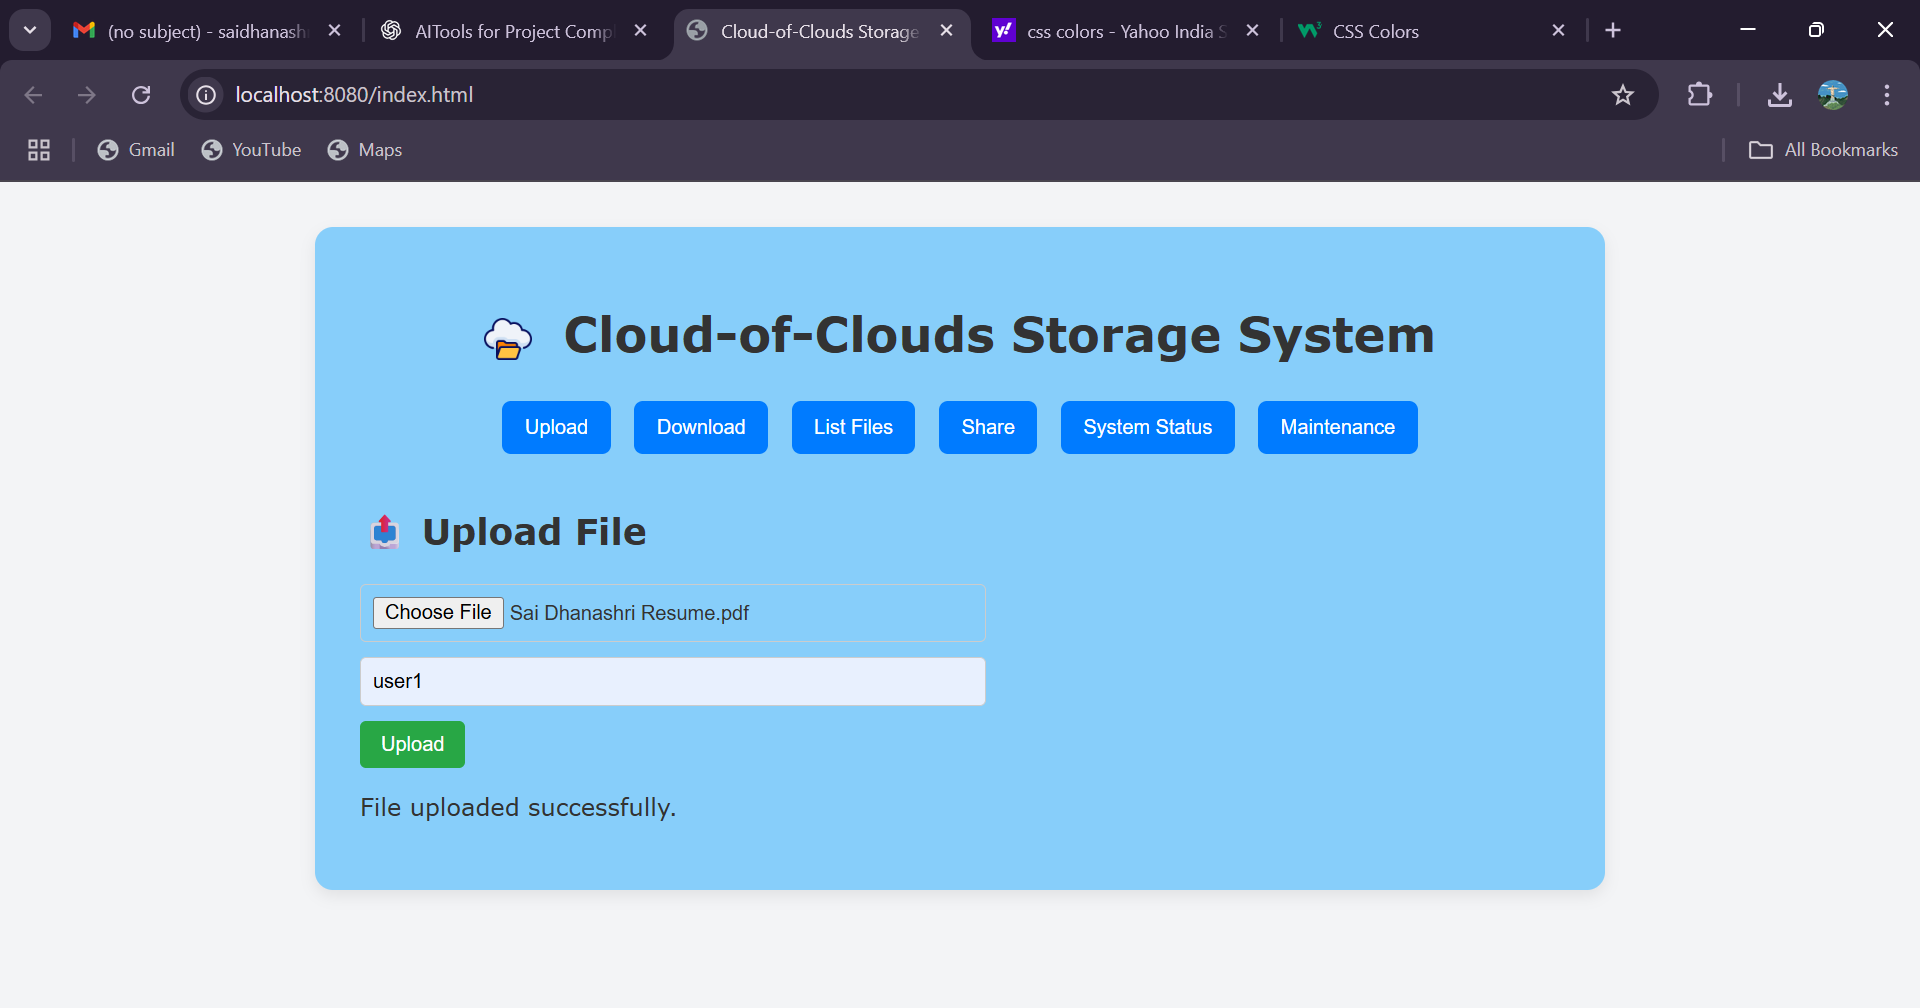 (no subject) - saidhanash
AITools for Project Comp
Cloud-of-Clouds Storage
css colors - Yahoo India S
CSS Colors
localhost:8080/index.html
Gmail
YouTube
Maps
All Bookmarks
Cloud-of-Clouds Storage System
Upload
Download
List Files
Share
System Status
Maintenance
Upload File
Choose File Sai Dhanashri Resume.pdf
user1
Upload
File uploaded successfully.